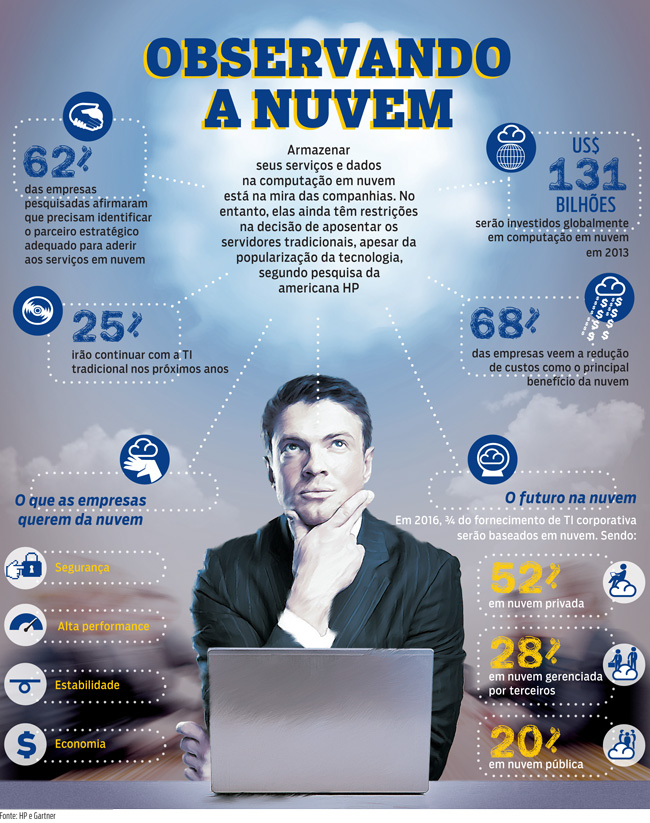 OBSERVANDO
A NUVEM
Armazenar
seus serviços e dados
na computação em nuvem
está na mira das companhias. No
entanto, elas ainda têm restrições
na decisão de aposentar os
servidores tradicionais, apesar da
popularização da tecnologia,
segundo pesquisa da
americana HP
62%
das empresas
pesquisadas afirmaram
que precisam identificar
o parceiro estratégico
adequado para aderir
aos serviços em nuvem
US$
131
BILHÕES
serão investidos globalmente
em computação em nuvem
em 2013
25%
irão continuar com a TI
tradicional nos próximos anos
68%
das empresas veem a redução
de custos como o principal
benefício da nuvem
O que as empresas
querem da nuvem
Segurança
Alta performance
Estabilidade
$
Economia
O futuro na nuvem
Em 2016, ¾ do fornecimento de TI corporativa
serão baseados em nuvem. Sendo:
52%
em nuvem privada
28%
em nuvem gerenciada
por terceiros
20%
em nuvem pública
Fonte: HP e Gartner